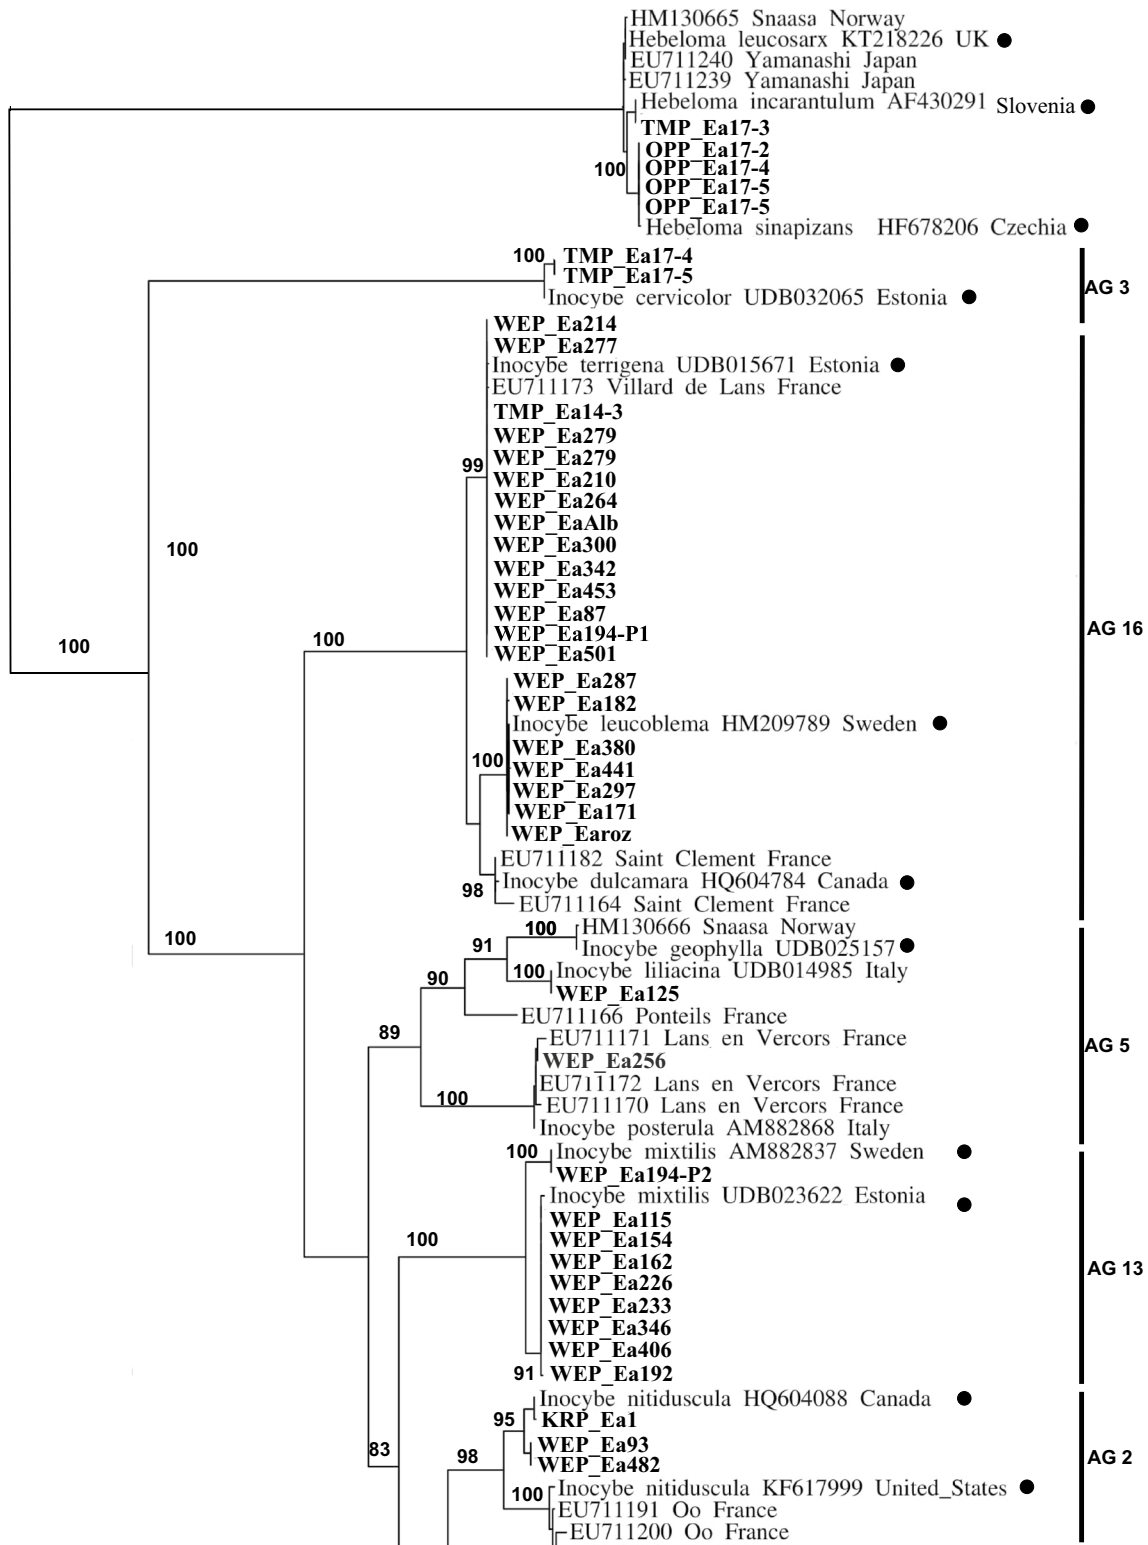 HM130665 Snaasa Norway
Hebeloma leucosarx KT218226 UK
EU711240 Yamanashi Japan
EU711239 Yamanashi Japan
Hebeloma incarantulum AF430291 Slovenia
TMP_Ea17-3
OPP_Ea17-2
100
OPP_Ea17-4
OPP_Ea17-5
OPP_Ea17-5
Hebeloma sinapizans HF678206 Czechia
100
TMP_Ea17-4
TMP_Ea17-5
AG 3
Inocybe cervicolor UDB032065 Estonia
WEP_Ea214
WEP_Ea277
Inocybe terrigena UDB015671 Estonia
EU711173 Villard de Lans France
TMP_Ea14-3
WEP_Ea279
WEP_Ea279
99
WEP_Ea210
WEP_Ea264
WEP_EaAlb
WEP_Ea300
100
WEP_Ea342
WEP_Ea453
WEP_Ea87
AG 16
WEP_Ea194-P1
100
100
WEP_Ea501
WEP_Ea287
WEP_Ea182
Inocybe leucoblema HM209789 Sweden
WEP_Ea380
100
WEP_Ea441
WEP_Ea297
WEP_Ea171
WEP_Earoz
EU711182 Saint Clement France
Inocybe dulcamara HQ604784 Canada
98
EU711164 Saint Clement France
HM130666 Snaasa Norway
100
100
91
Inocybe geophylla UDB025157
100
Inocybe liliacina UDB014985 Italy
90
WEP_Ea125
EU711166 Ponteils France
89
EU711171 Lans en Vercors France
AG 5
WEP_Ea256
EU711172 Lans en Vercors France
100
EU711170 Lans en Vercors France
Inocybe posterula AM882868 Italy
100
Inocybe mixtilis AM882837 Sweden
WEP_Ea194-P2
Inocybe mixtilis UDB023622 Estonia
WEP_Ea115
100
WEP_Ea154
WEP_Ea162
AG 13
WEP_Ea226
WEP_Ea233
WEP_Ea346
WEP_Ea406
91
WEP_Ea192
Inocybe nitiduscula HQ604088 Canada
95
KRP_Ea1
83
98
WEP_Ea93
AG 2
WEP_Ea482
Inocybe nitiduscula KF617999 United_States
100
EU711191 Oo France
EU711200 Oo France